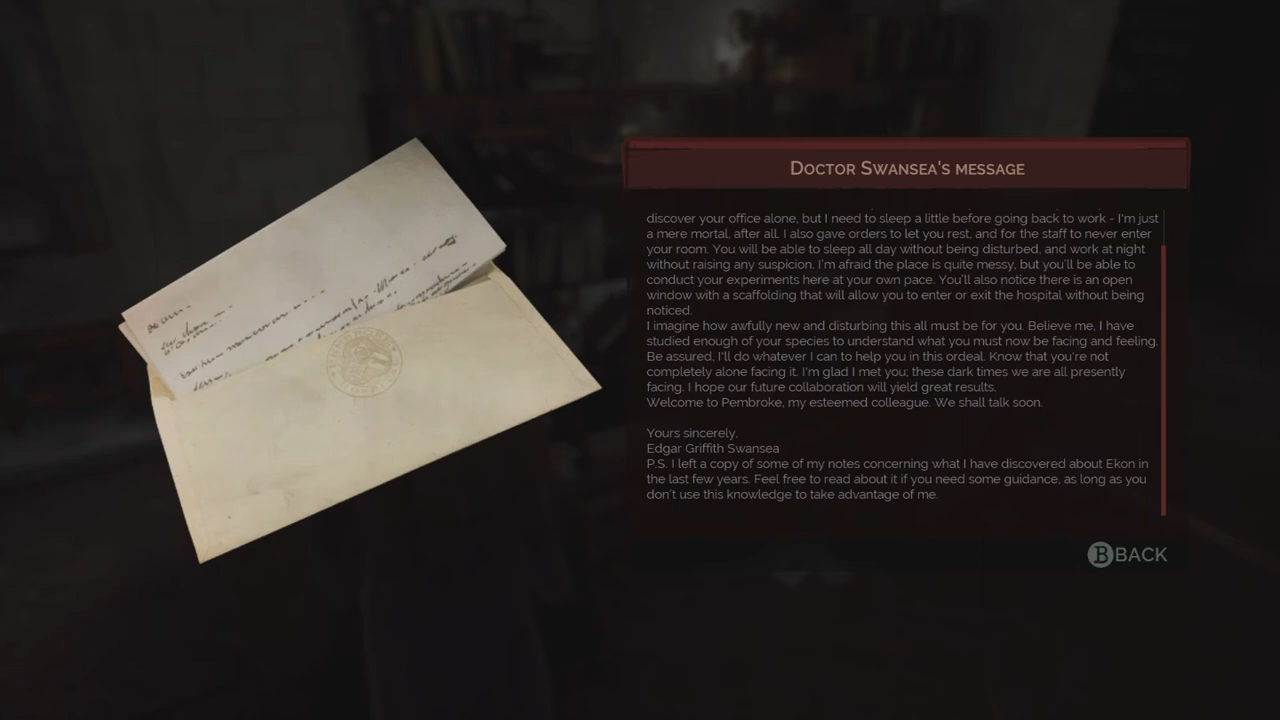 Doctor Swansea's message
discover your office alone, but I need to sleep a little before going back to work - I'm just
a mere mortal, after all. I also gave orders to let you rest, and for the staff to never enter
your room. You will be able to sleep all day without being disturbed, and work at night
without raising any suspicion. I'm afraid the place is quite messy, but you'll be able to
conduct your experiments here at your own pace. You'll also notice there is an open
window with a scaffolding that will allow you to enter or exit the hospital without being
noticed.
I imagine how awfully new and disturbing this all must be for you. Believe me, I have
studied enough of your species to understand what you must now be facing and feeling.
Be assured, I'll do whatever I can to help you in this ordeal. Know that you're not
completely alone facing it. I'm glad I met you; these dark times we are all presently
facing. I hope our future collaboration will yield great results.
Welcome to Pembroke, my esteemed colleague. We shall talk soon.
Yours sincerely,
Edgar Griffith Swansea
P.S. I left a copy of some of my notes concerning what I have discovered about Ekon in
the last few years. Feel free to read about it if you need some guidance, as long as you
don't use this knowledge to take advantage of me.
B BACK